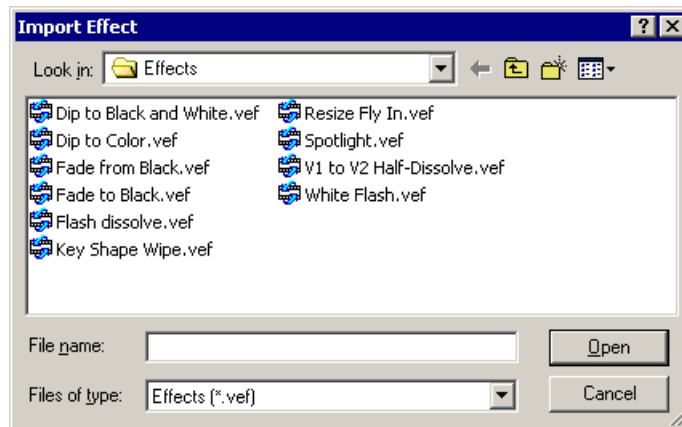 Import Effect
Look in: Effects
Dip to Black and White.vef
Dip to Color.vef
Fade from Black.vef
Fade to Black.vef
Flash dissolve.vef
Key Shape Wipe.vef
Resize Fly In.vef
Spotlight.vef
V1 to V2 Half-Dissolve.vef
White Flash.vef
File name:
Open
Files of type: Effects (*.vef)
Cancel